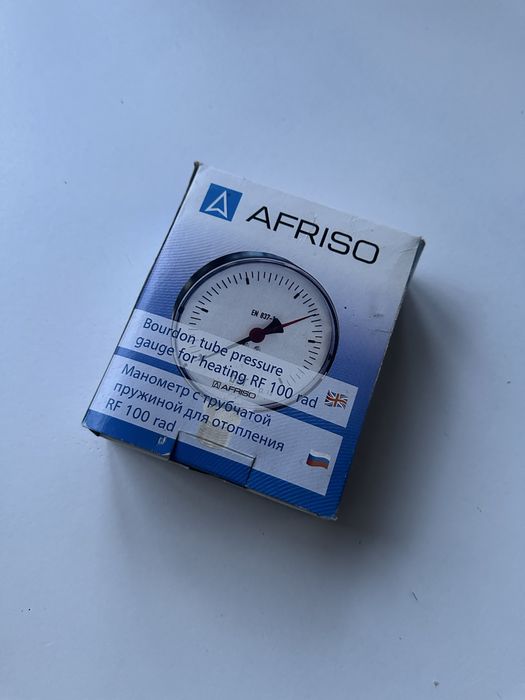 AFRISO
EN 837-1
AFRISO
Bourdon tube pressure
gauge for heating RF 100 rad
Манометр с трубчатой
пружиной для отопления
RF 100 rad